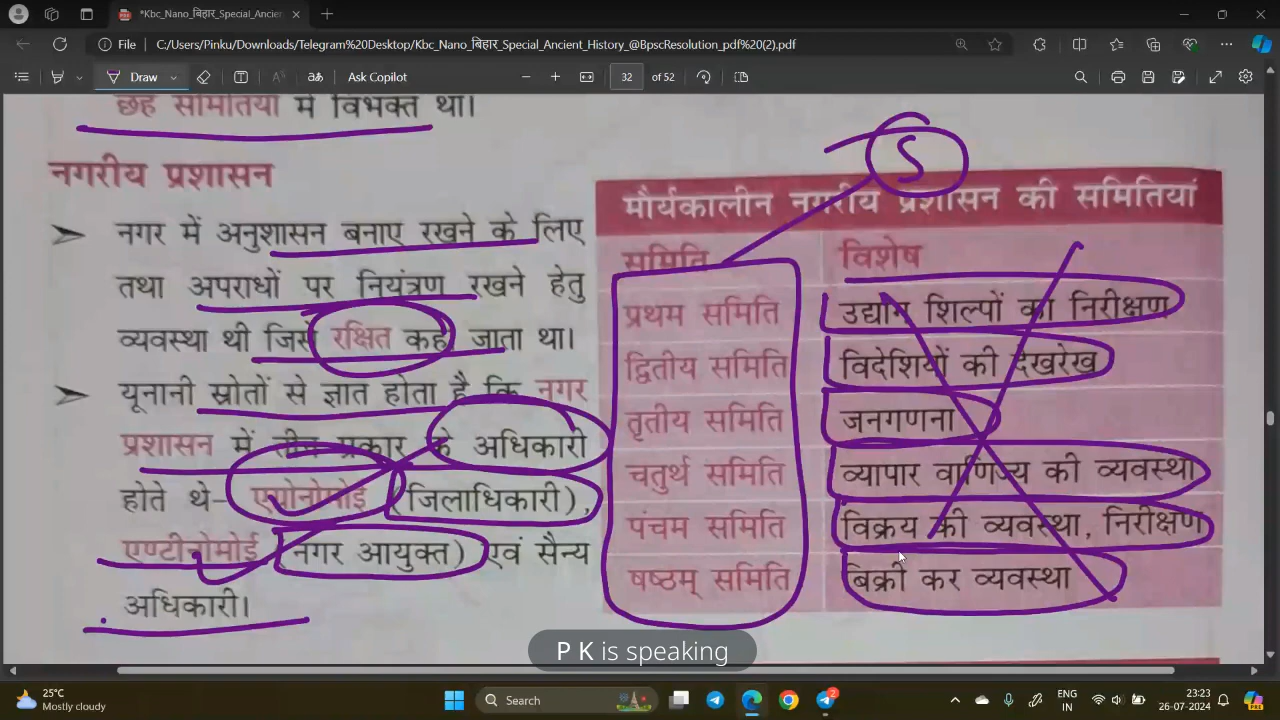 *Kbc_Nano_बिहार_Special_Ancien
File
C:/Users/Pinku/Downloads/Telegram%20Desktop/Kbc_Nano_बिहार_Special_Ancient_History_@BpscResolution_pdf%20(2).pdf
Draw
Ask Copilot
32 of 52
छह समितियों में विभक्त था।
नगरीय प्रशासन
➤ नगर में अनुशासन बनाए रखने के लिए
तथा अपराधों पर नियंत्रण रखने हेतु
व्यवस्था थी जिसे रक्षित कहा जाता था।
➤ यूनानी स्रोतों से ज्ञात होता है कि नगर
प्रशासन में तीन प्रकार के अधिकारी
होते थे- एग्रोनोमोई (जिलाधिकारी),
एण्टीनोमोई (नगर आयुक्त) एवं सैन्य
अधिकारी।
S
मौर्यकालीन नगरीय प्रशासन की समितियां
समिति विशेष
प्रथम समिति उद्योग शिल्पों का निरीक्षण
द्वितीय समिति विदेशियों की देखरेख
तृतीय समिति जनगणना
चतुर्थ समिति व्यापार वाणिज्य की व्यवस्था
पंचम समिति विक्रय की व्यवस्था, निरीक्षण
षष्ठम् समिति बिक्री कर व्यवस्था
P K is speaking
25°C
Mostly cloudy
Search
2
ENG
IN
23:23
26-07-2024